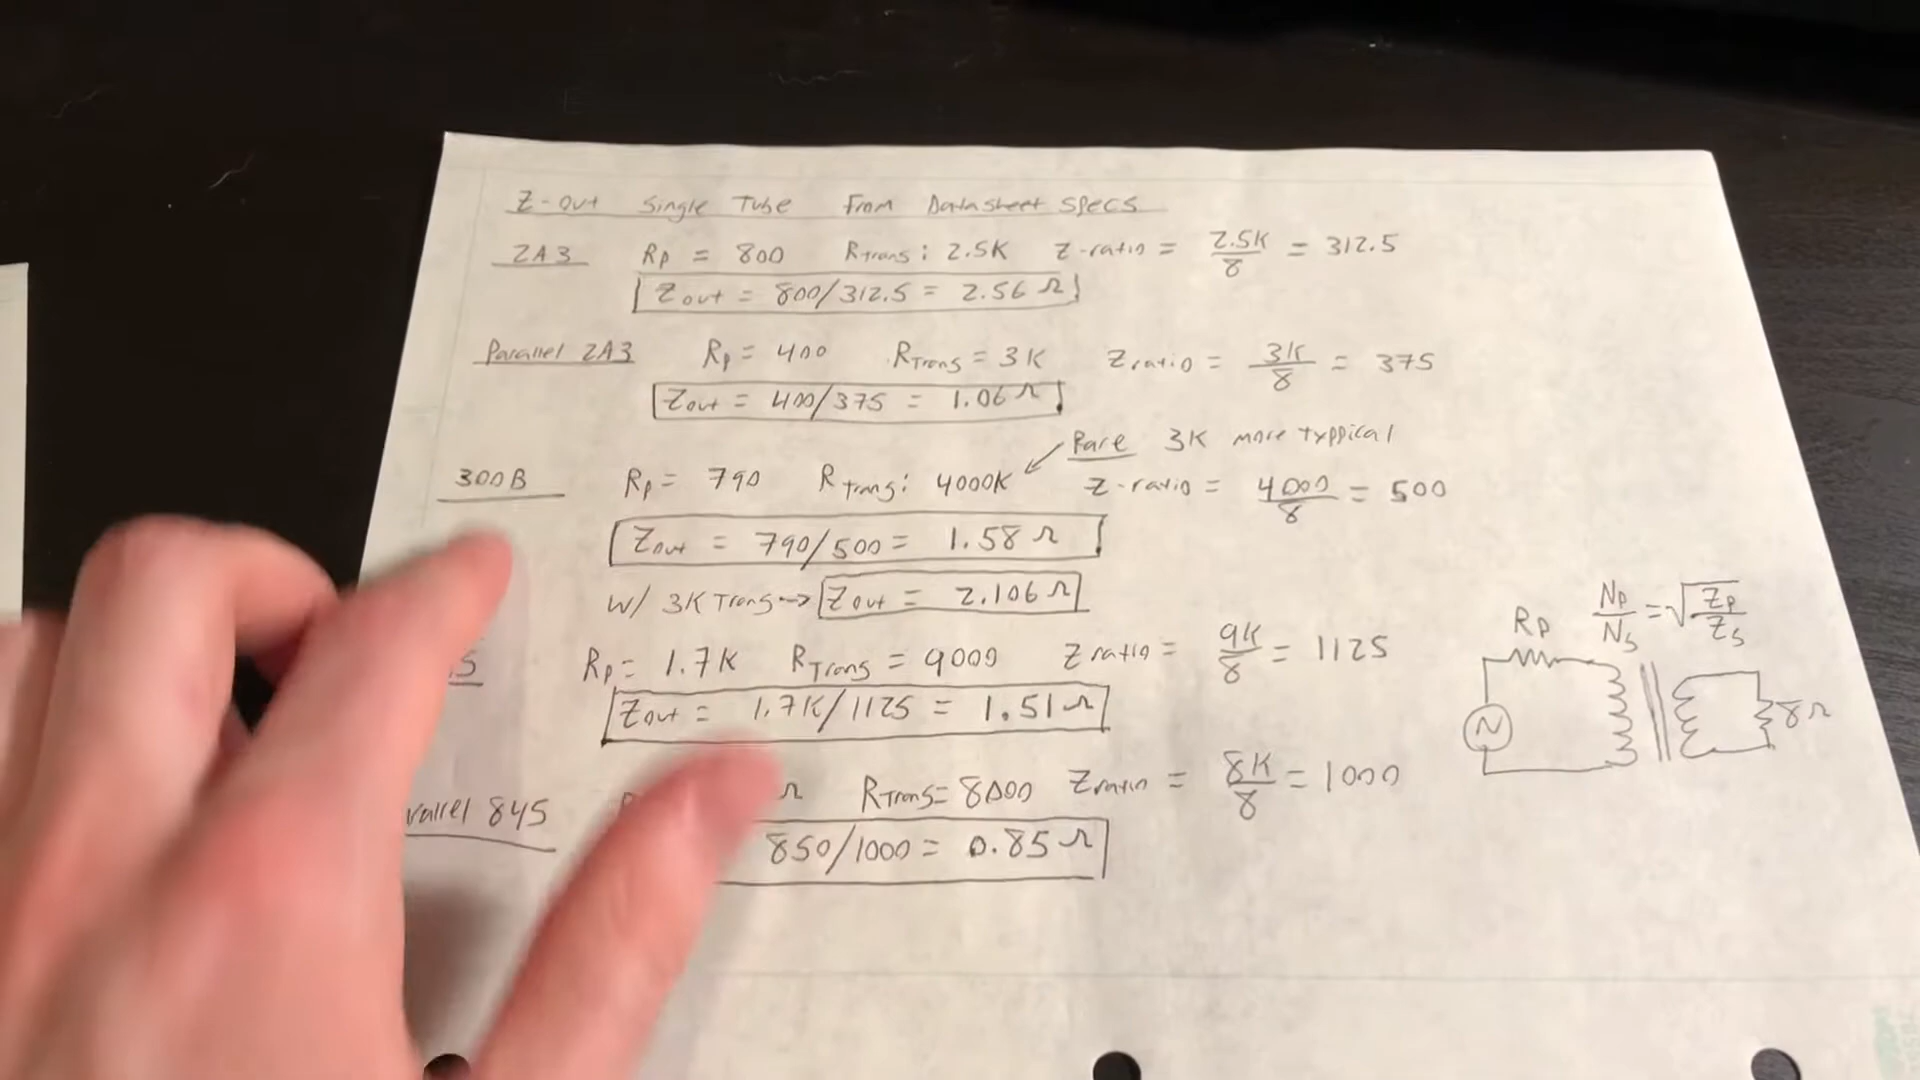 Z-out Single Tube From Datasheet Specs
2A3 Rp = 800 Rtrans: 2.5K Z-ratio = 2.5K/8 = 312.5
Zout = 800/312.5 = 2.56 Ω
Parallel 2A3 Rp = 400 RTrans = 3K Zratio = 3K/8 = 375
Zout = 400/375 = 1.06 Ω
Rare 3K more typpical
300B Rp = 790 RTrans: 4000K Z-ratio = 4000/8 = 500
Zout = 790/500 = 1.58 Ω
W/ 3K Trans → Zout = 2.106 Ω
5 Rp = 1.7K RTrans = 9000 Zratio = 9K/8 = 1125
Zout = 1.7K/1125 = 1.51 Ω
rallel 845 Ω RTrans = 8000 Zratio = 8K/8 = 1000
850/1000 = 0.85 Ω
Np/Ns = √Zp/Zs
Rp
8Ω